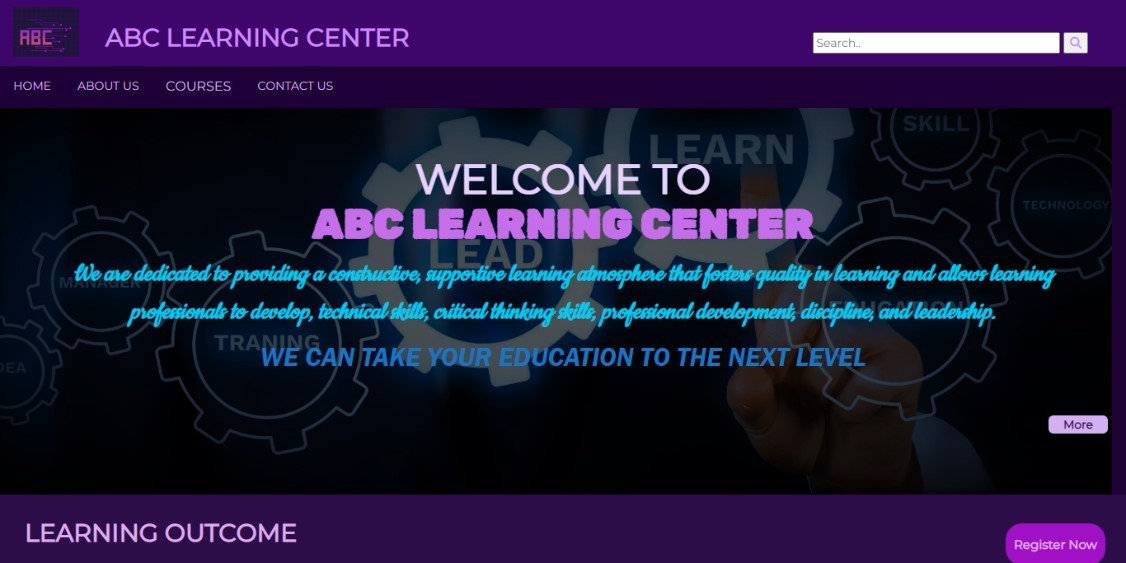 ABC
ABC LEARNING CENTER
Search..
HOME ABOUT US COURSES CONTACT US
SKILL
LEARN
WELCOME TO
TECHNOLOGY
ABC LEARNING CENTER
LEAD
We are dedicated to providing a constructive, supportive learning atmosphere that fosters quality in learning and allows learning
MANAGER
professionals to develop, technical skills, critical thinking skills, professional development, discipline, and leadership.
EDUCATION
TRANING
WE CAN TAKE YOUR EDUCATION TO THE NEXT LEVEL
DEA
More
LEARNING OUTCOME
Register Now